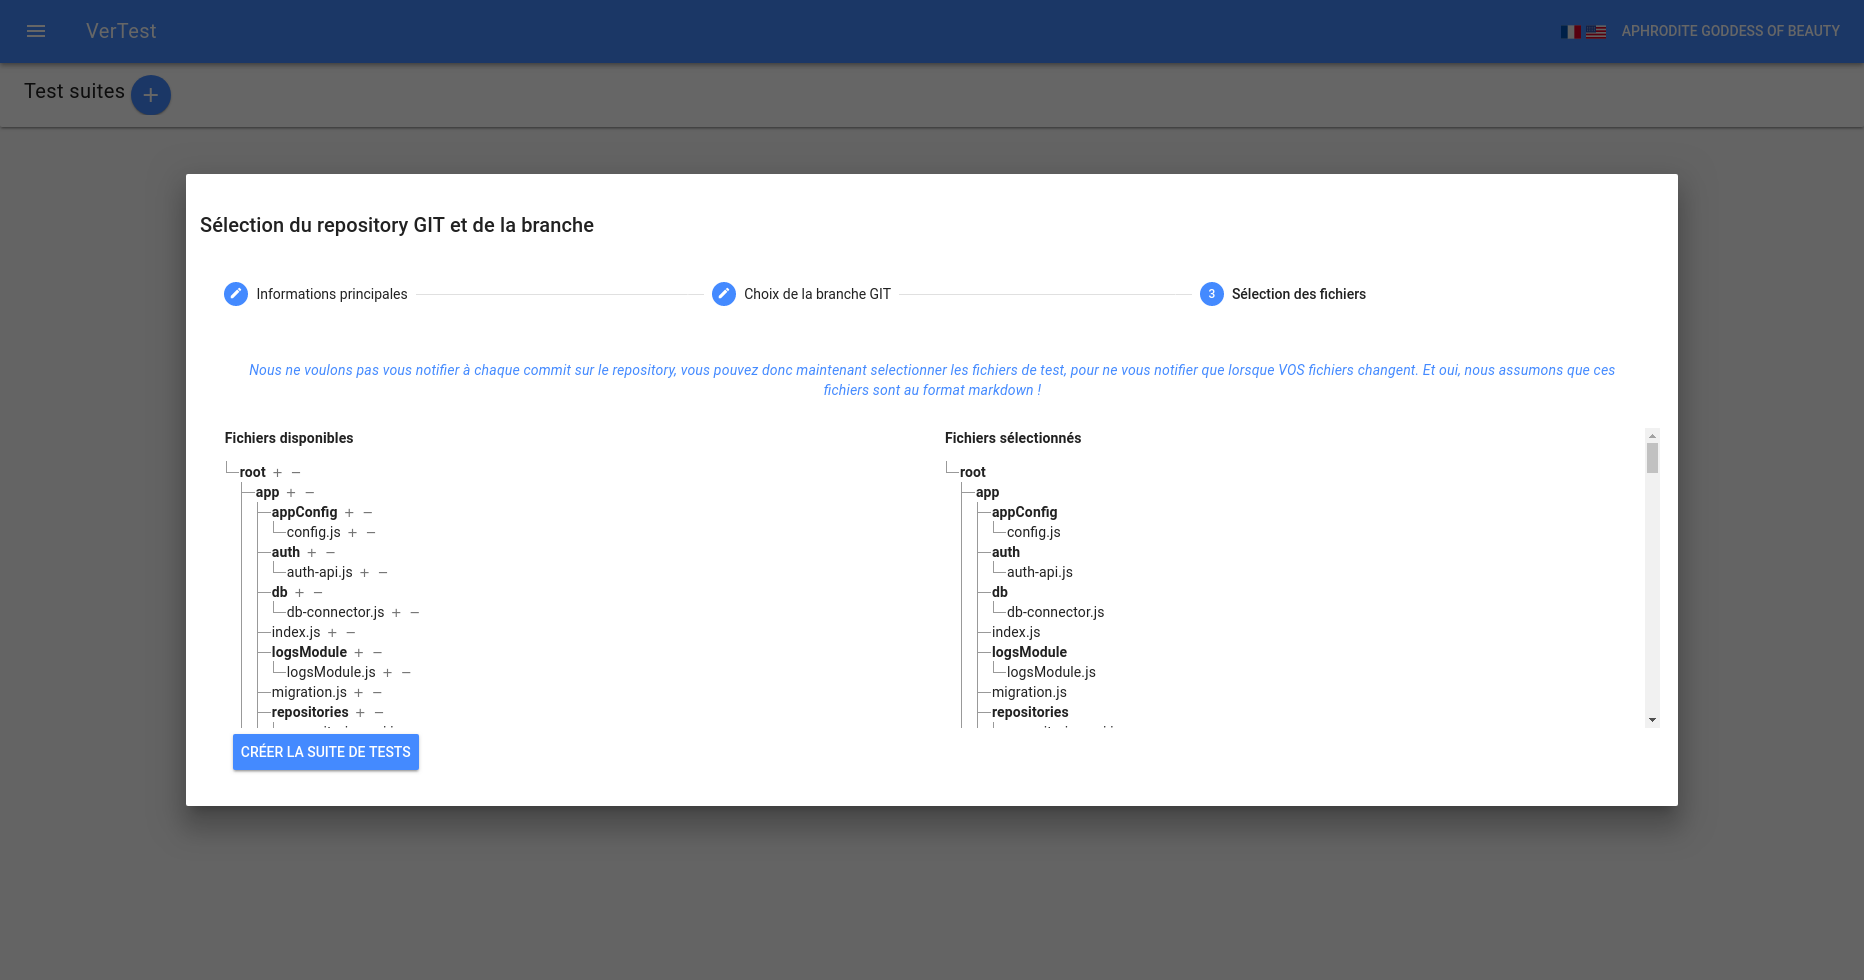 VerTest
APHRODITE GODDESS OF BEAUTY
Test suites
Sélection du repository GIT et de la branche
Informations principales
Choix de la branche GIT
3 Sélection des fichiers
Nous ne voulons pas vous notifier à chaque commit sur le repository, vous pouvez donc maintenant selectionner les fichiers de test, pour ne vous notifier que lorsque VOS fichiers changent. Et oui, nous assumons que ces
fichiers sont au format markdown !
Fichiers disponibles
root + −
app + −
appConfig + −
config.js + −
auth + −
auth-api.js + −
db + −
db-connector.js + −
index.js + −
logsModule + −
logsModule.js + −
migration.js + −
repositories + −
Fichiers sélectionnés
root
app
appConfig
config.js
auth
auth-api.js
db
db-connector.js
index.js
logsModule
logsModule.js
migration.js
repositories
CRÉER LA SUITE DE TESTS